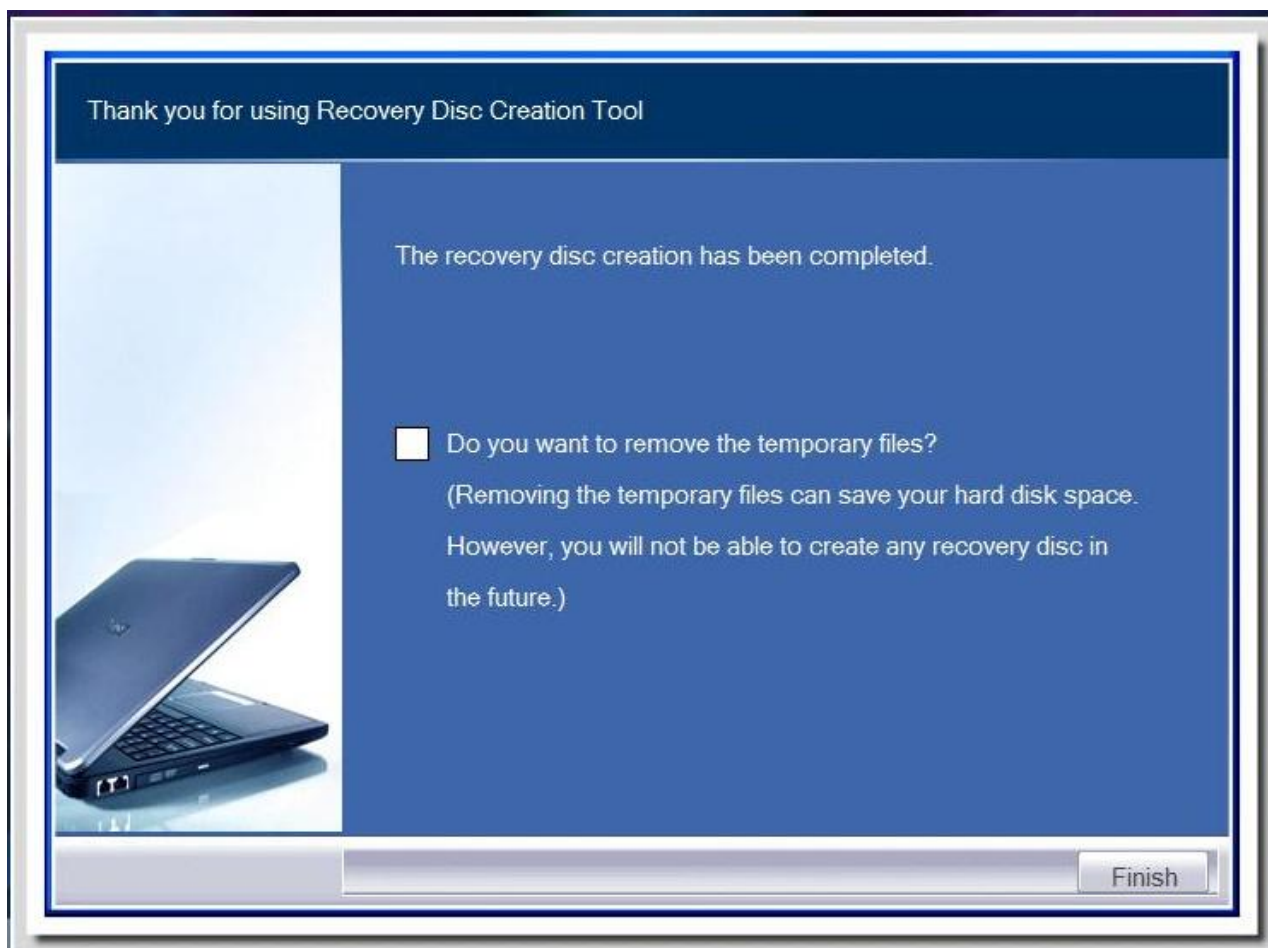 Thank you for using Recovery Disc Creation Tool
The recovery disc creation has been completed.
Do you want to remove the temporary files?
(Removing the temporary files can save your hard disk space.
However, you will not be able to create any recovery disc in
the future.)
Finish